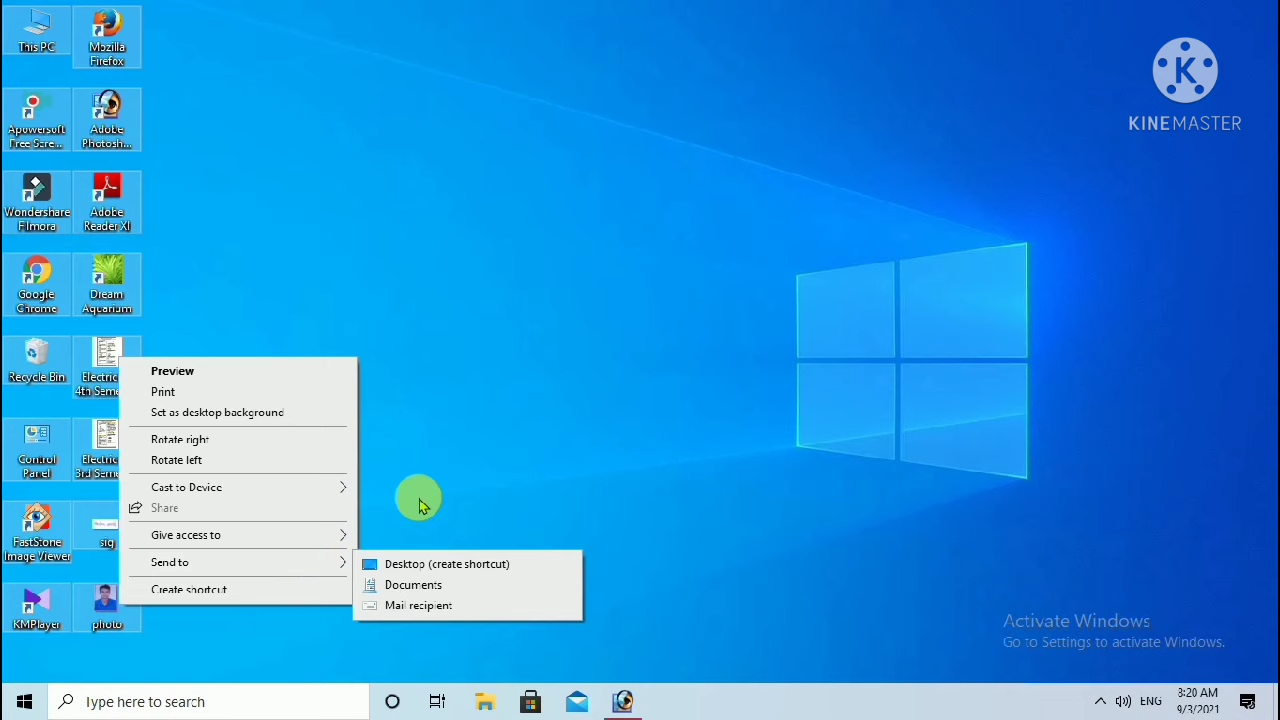 This PC
Mozilla
Firefox
Apowersoft
Free Scre...
Adobe
Photosh...
Wondershare
Filmora
Adobe
Reader XI
Google
Chrome
Dream
Aquarium
Recycle Bin
Electric
4th Seme
Control
Panel
Electric
3rd Seme
FastStone
Image Viewer
sig
KMPlayer
photo
Preview
Print
Set as desktop background
Rotate right
Rotate left
Cast to Device
Share
Give access to
Send to
Create shortcut
Desktop (create shortcut)
Documents
Mail recipient
K
KINEMASTER
Activate Windows
Go to Settings to activate Windows.
Type here to search
ENG
8:20 AM
9/3/2021